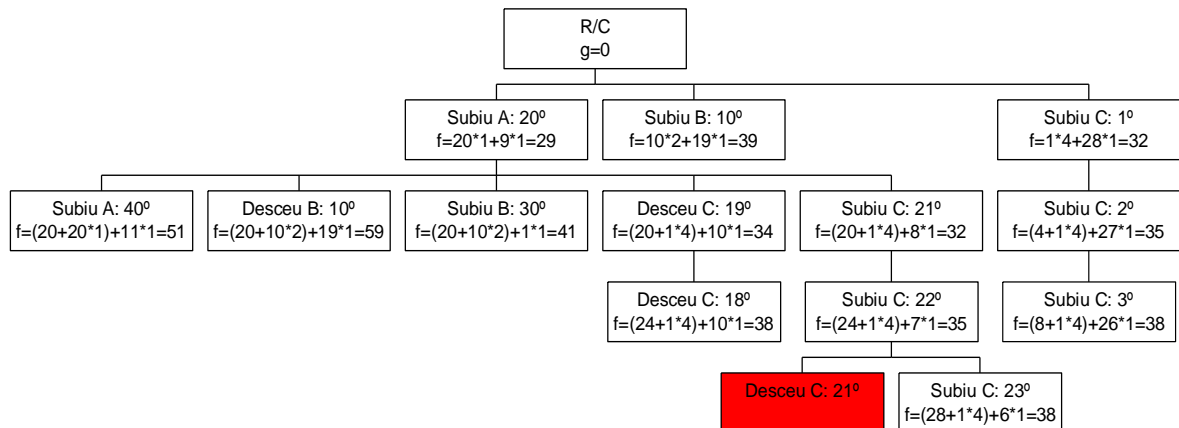 R/C
g=0
Subiu A: 20º
f=20*1+9*1=29
Subiu B: 10º
f=10*2+19*1=39
Subiu C: 1º
f=1*4+28*1=32
Subiu A: 40º
f=(20+20*1)+11*1=51
Desceu B: 10º
f=(20+10*2)+19*1=59
Subiu B: 30º
f=(20+10*2)+1*1=41
Desceu C: 19º
f=(20+1*4)+10*1=34
Subiu C: 21º
f=(20+1*4)+8*1=32
Subiu C: 2º
f=(4+1*4)+27*1=35
Desceu C: 18º
f=(24+1*4)+10*1=38
Subiu C: 22º
f=(24+1*4)+7*1=35
Subiu C: 3º
f=(8+1*4)+26*1=38
Desceu C: 21º
Subiu C: 23º
f=(28+1*4)+6*1=38